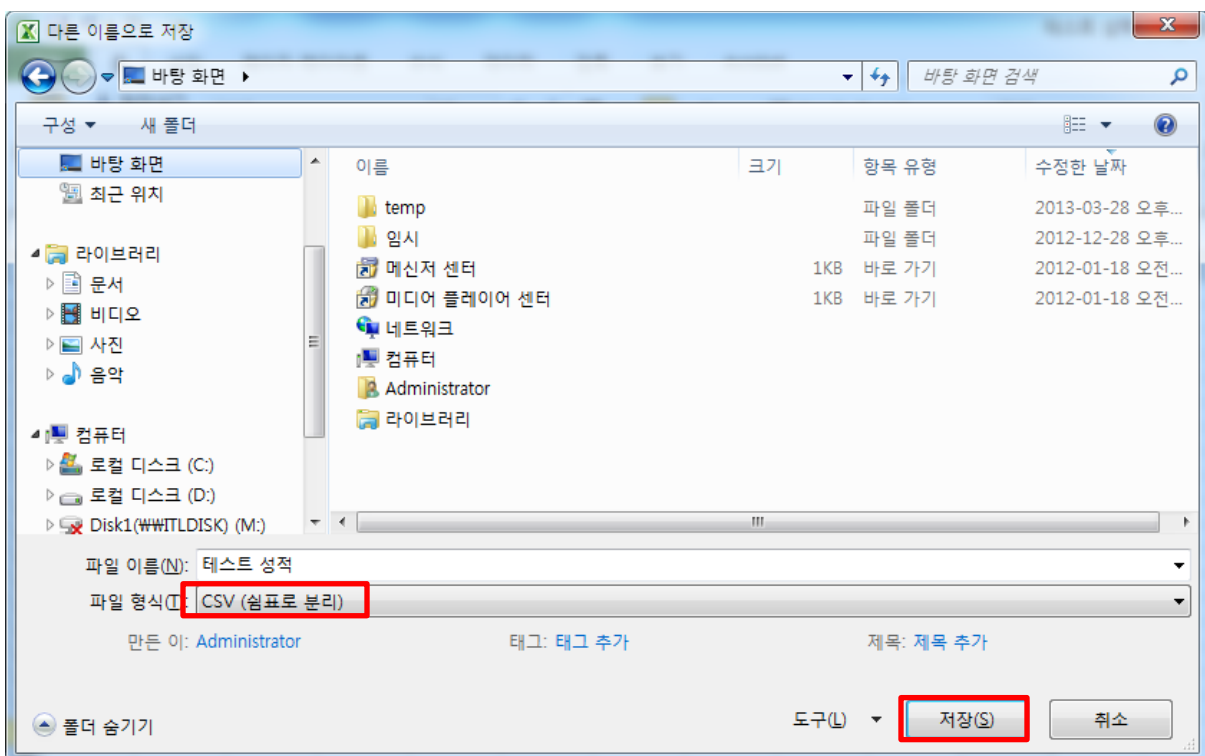 다른 이름으로 저장
바탕 화면
바탕 화면 검색
구성 새 폴더
바탕 화면
최근 위치
라이브러리
문서
비디오
사진
음악
컴퓨터
로컬 디스크 (C:)
로컬 디스크 (D:)
Disk1(₩₩ITLDISK) (M:)
이름 크기 항목 유형 수정한 날짜
temp 파일 폴더 2013-03-28 오후...
임시 파일 폴더 2012-12-28 오후...
메신저 센터 1KB 바로 가기 2012-01-18 오전...
미디어 플레이어 센터 1KB 바로 가기 2012-01-18 오전...
네트워크
컴퓨터
Administrator
라이브러리
파일 이름(N): 테스트 성적
파일 형식(T): CSV (쉼표로 분리)
만든 이: Administrator 태그: 태그 추가 제목: 제목 추가
폴더 숨기기 도구(L) 저장(S) 취소